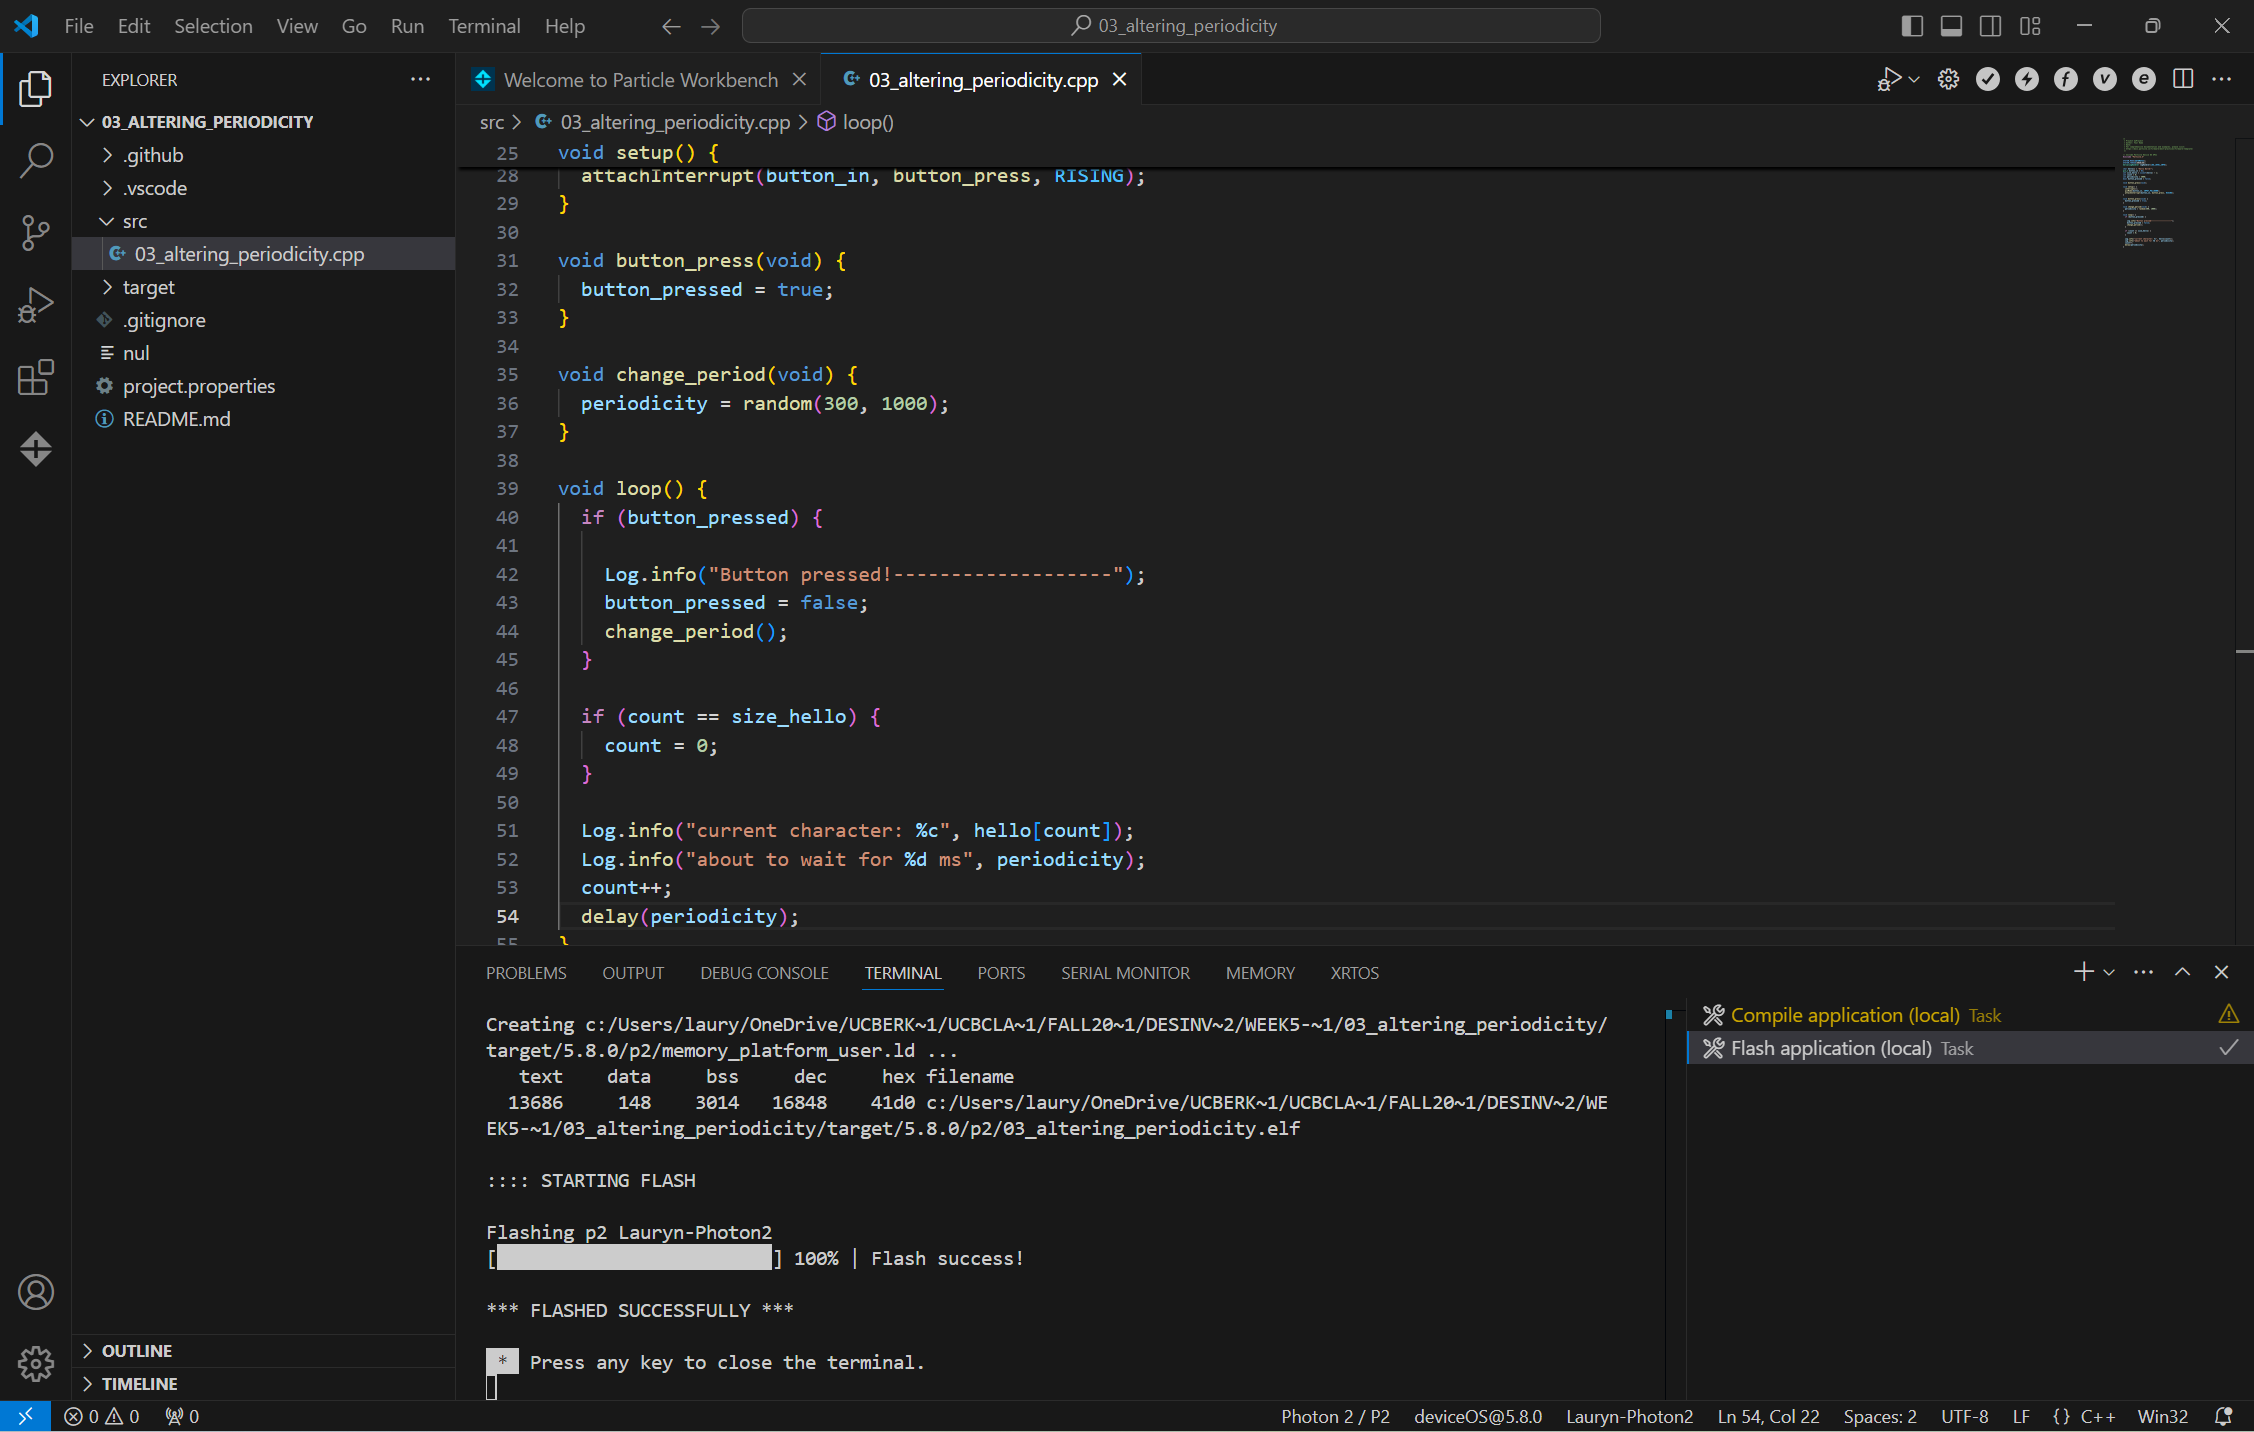 File Edit Selection View Go Run Terminal Help
03_altering_periodicity
EXPLORER
03_ALTERING_PERIODICITY
.github
.vscode
src
03_altering_periodicity.cpp
target
.gitignore
nul
project.properties
README.md
OUTLINE
TIMELINE
Welcome to Particle Workbench
03_altering_periodicity.cpp
src > 03_altering_periodicity.cpp > loop()
25 void setup() {
28 attachInterrupt(button_in, button_press, RISING);
29 }
30
31 void button_press(void) {
32 button_pressed = true;
33 }
34
35 void change_period(void) {
36 periodicity = random(300, 1000);
37 }
38
39 void loop() {
40 if (button_pressed) {
41
42 Log.info("Button pressed!-------------------");
43 button_pressed = false;
44 change_period();
45 }
46
47 if (count == size_hello) {
48 count = 0;
49 }
50
51 Log.info("current character: %c", hello[count]);
52 Log.info("about to wait for %d ms", periodicity);
53 count++;
54 delay(periodicity);
55 }
PROBLEMS OUTPUT DEBUG CONSOLE TERMINAL PORTS SERIAL MONITOR MEMORY XRTOS
Creating c:/Users/laury/OneDrive/UCBERK~1/UCBCLA~1/FALL20~1/DESINV~2/WEEK5-~1/03_altering_periodicity/
target/5.8.0/p2/memory_platform_user.ld ...
text data bss dec hex filename
13686 148 3014 16848 41d0 c:/Users/laury/OneDrive/UCBERK~1/UCBCLA~1/FALL20~1/DESINV~2/WE
EK5-~1/03_altering_periodicity/target/5.8.0/p2/03_altering_periodicity.elf
:::: STARTING FLASH
Flashing p2 Lauryn-Photon2
[ ] 100% | Flash success!
*** FLASHED SUCCESSFULLY ***
* Press any key to close the terminal.
Compile application (local) Task
Flash application (local) Task
0 0 0
Photon 2 / P2 deviceOS@5.8.0 Lauryn-Photon2 Ln 54, Col 22 Spaces: 2 UTF-8 LF {} C++ Win32